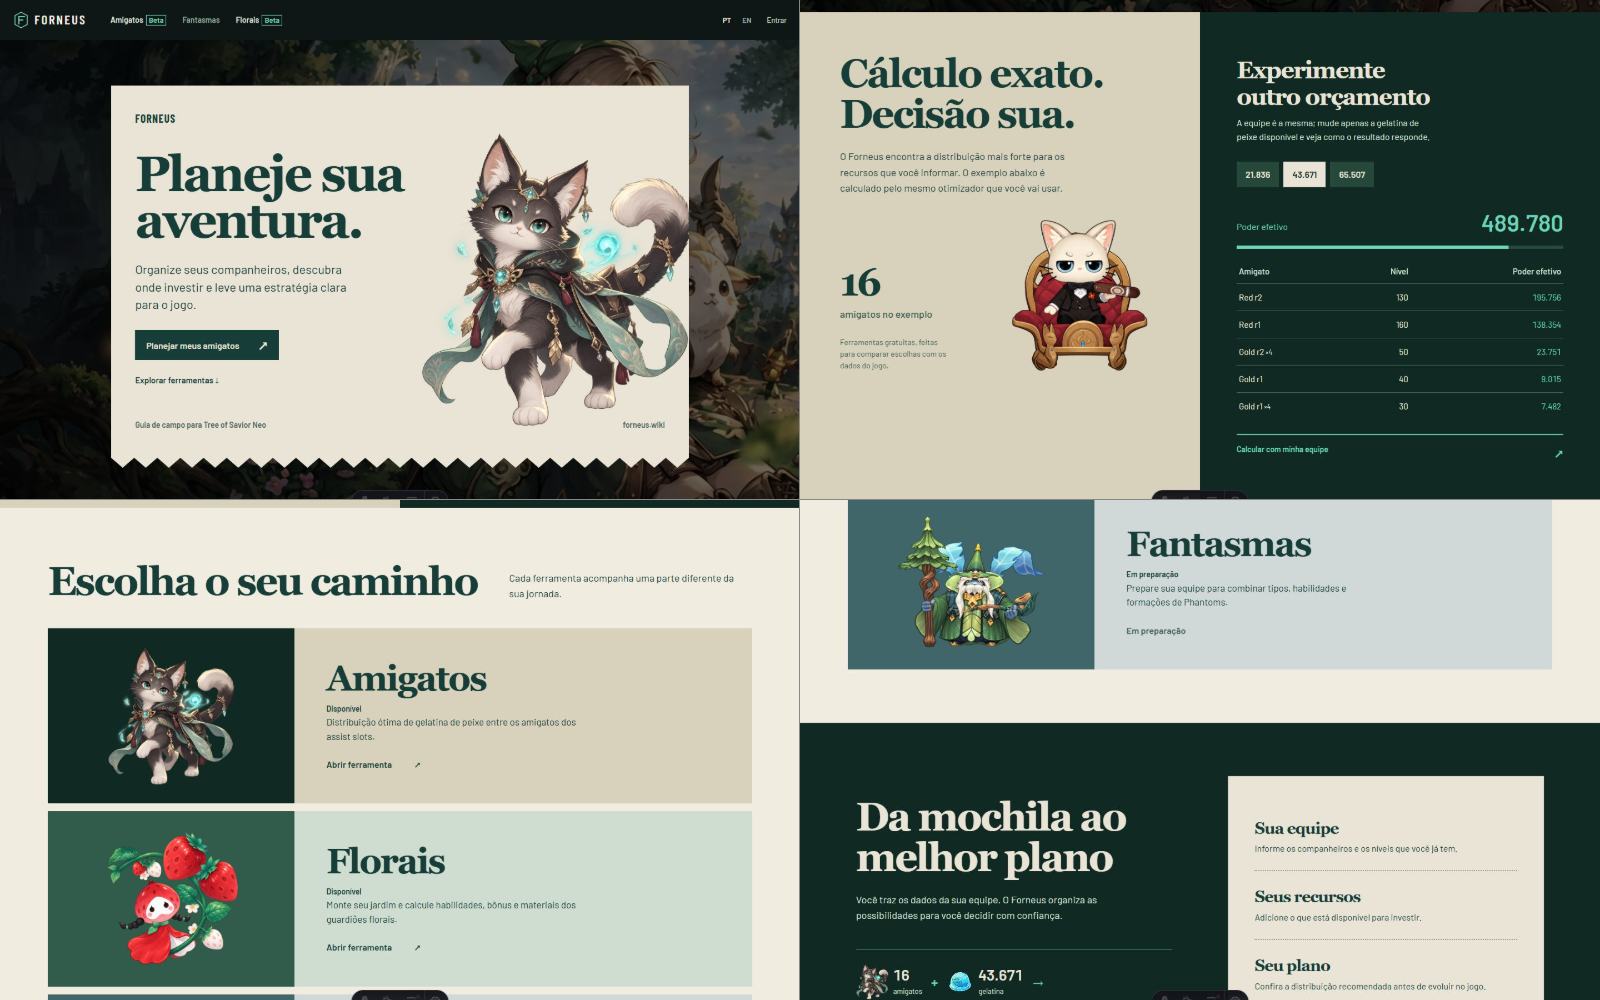 FORNEUS
Amigatos Beta
Fantasmas
Florais Beta
PT
EN
Entrar
FORNEUS
Planeje sua
aventura.
Organize seus companheiros, descubra
onde investir e leve uma estratégia clara
para o jogo.
Planejar meus amigatos ↗
Explorar ferramentas ↓
Guia de campo para Tree of Savior Neo
forneus.wiki
Cálculo exato.
Decisão sua.
O Forneus encontra a distribuição mais forte para os
recursos que você informar. O exemplo abaixo é
calculado pelo mesmo otimizador que você vai usar.
16
amigatos no exemplo
Ferramentas gratuitas, feitas
para comparar escolhas com os
dados do jogo.
Experimente
outro orçamento
A equipe é a mesma; mude apenas a gelatina de
peixe disponível e veja como o resultado responde.
21.836
43.671
65.507
Poder efetivo
489.780
Amigato Nível Poder efetivo
Red r2 130 195.756
Red r1 160 138.354
Gold r2 ×4 50 23.751
Gold r1 40 9.015
Gold r1 ×4 30 7.482
Calcular com minha equipe ↗
Escolha o seu caminho
Cada ferramenta acompanha uma parte diferente da
sua jornada.
Amigatos
Disponível
Distribuição ótima de gelatina de peixe entre os amigatos dos
assist slots.
Abrir ferramenta ↗
Florais
Disponível
Monte seu jardim e calcule habilidades, bônus e materiais dos
guardiões florais.
Abrir ferramenta ↗
Fantasmas
Em preparação
Prepare sua equipe para combinar tipos, habilidades e
formações de Phantoms.
Em preparação
Da mochila ao
melhor plano
Você traz os dados da sua equipe. O Forneus organiza as
possibilidades para você decidir com confiança.
16
amigatos
+
43.671
gelatina
→
Sua equipe
Informe os companheiros e os níveis que você já tem.
Seus recursos
Adicione o que está disponível para investir.
Seu plano
Confira a distribuição recomendada antes de evoluir no jogo.